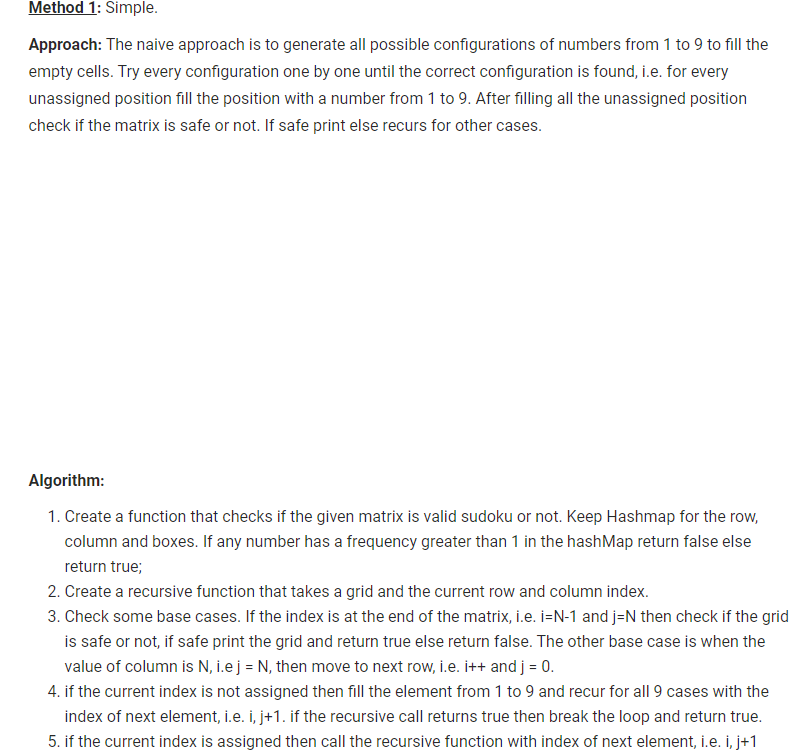 Method 1: Simple.
Approach: The naive approach is to generate all possible configurations of numbers from 1 to 9 to fill the
empty cells. Try every configuration one by one until the correct configuration is found, i.e. for every
unassigned position fill the position with a number from 1 to 9. After filling all the unassigned position
check if the matrix is safe or not. If safe print else recurs for other cases.
Algorithm:
1. Create a function that checks if the given matrix is valid sudoku or not. Keep Hashmap for the row,
column and boxes. If any number has a frequency greater than 1 in the hashMap return false else
return true;
2. Create a recursive function that takes a grid and the current row and column index.
3. Check some base cases. If the index is at the end of the matrix, i.e. i=N-1 and j=N then check if the grid
is safe or not, if safe print the grid and return true else return false. The other base case is when the
value of column is N, i.e j = N, then move to next row, i.e. i++ and j = 0.
4. if the current index is not assigned then fill the element from 1 to 9 and recur for all 9 cases with the
index of next element, i.e. i, j+1. if the recursive call returns true then break the loop and return true.
5. if the current index is assigned then call the recursive function with index of next element, i.e. i, j+1